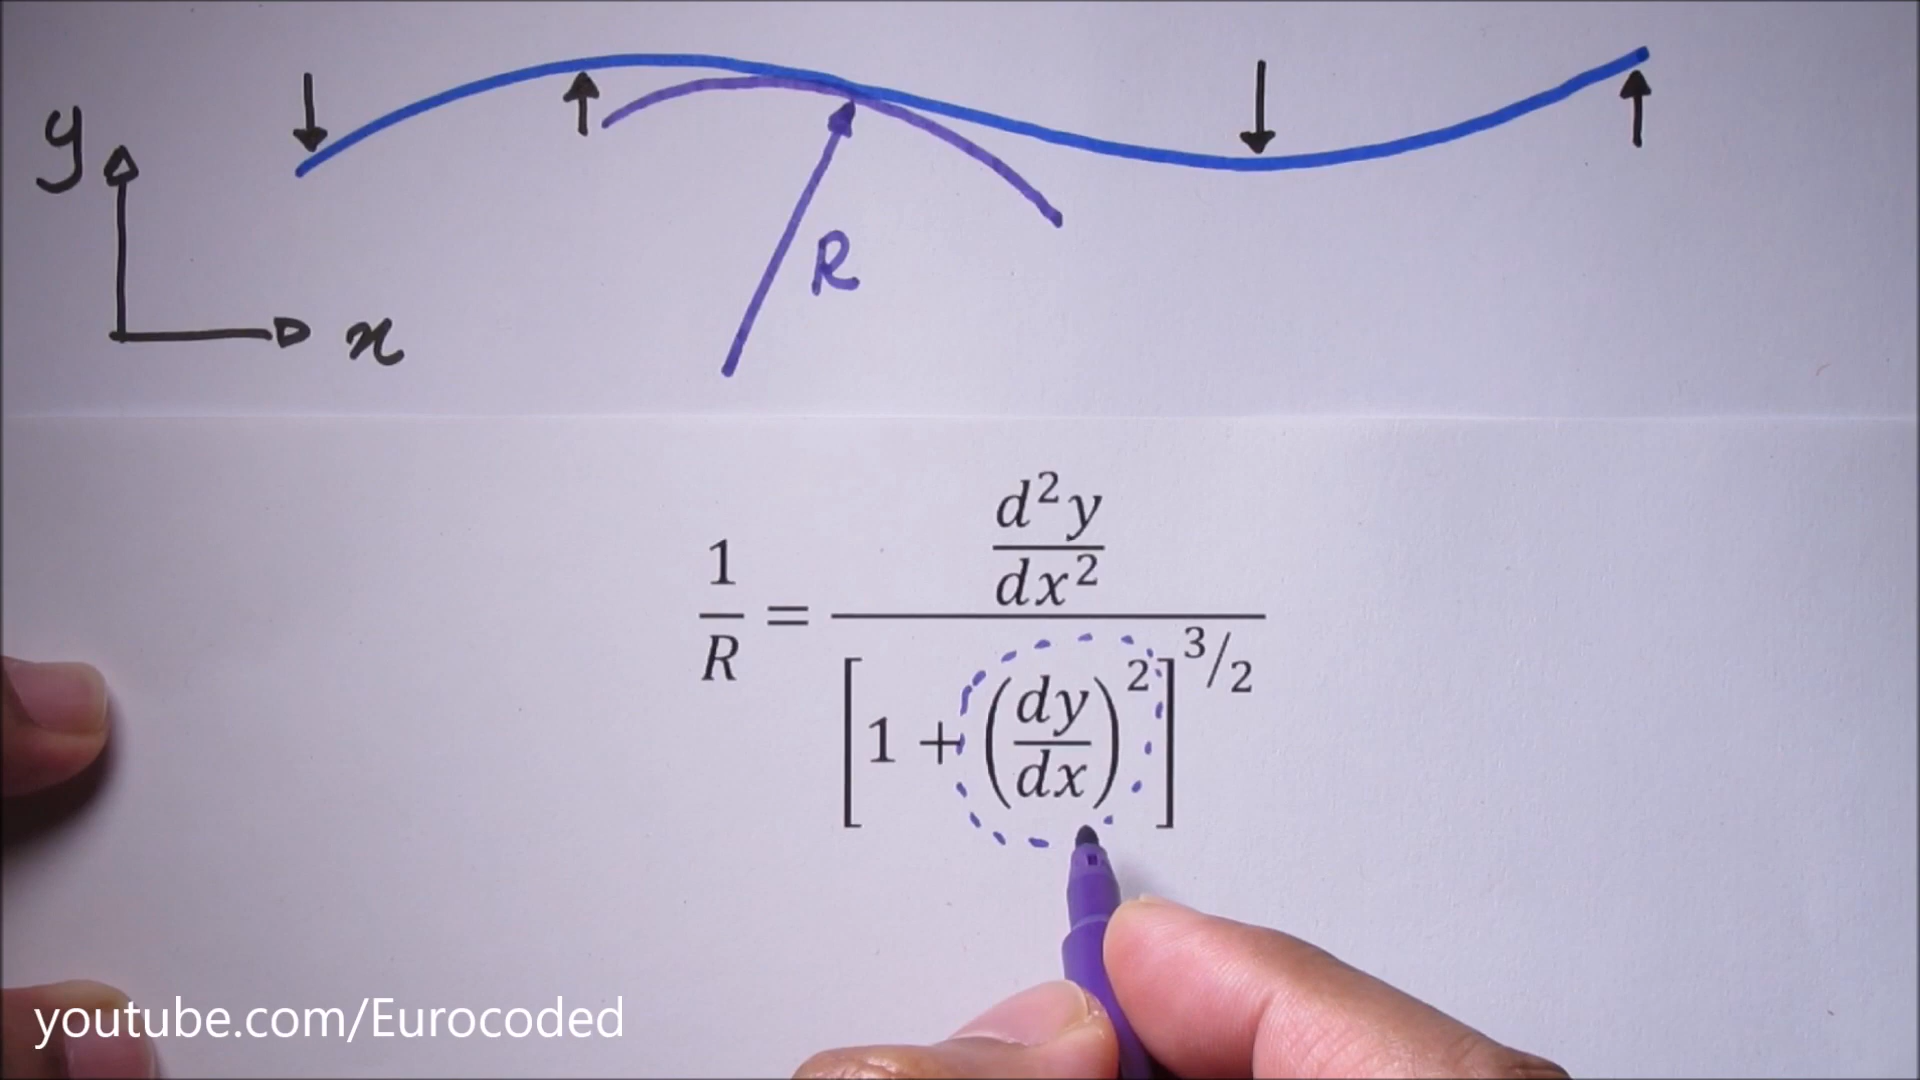 y
R
x
1/R = d²y/dx² / [1 + (dy/dx)²]^3/2
youtube.com/Eurocoded